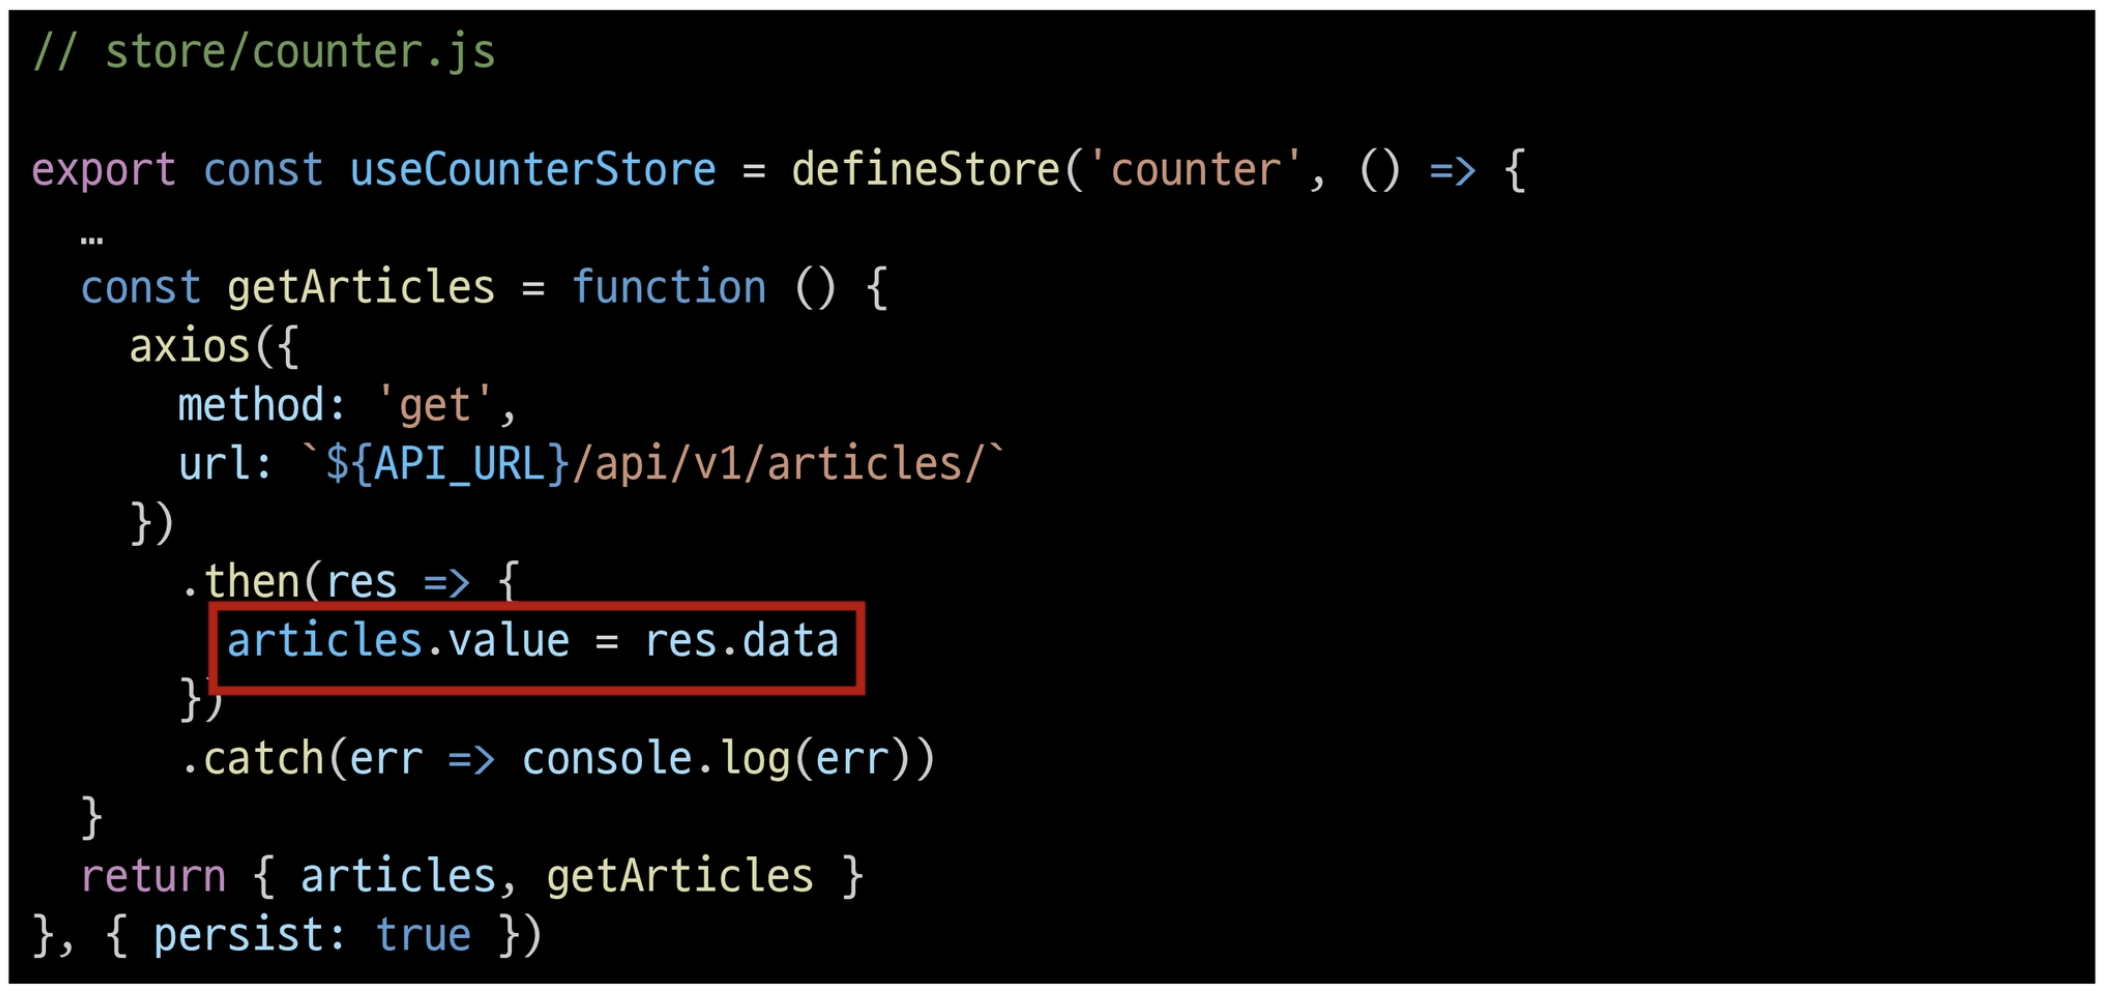 // store/counter.js
export const useCounterStore = defineStore('counter', () => {
…
const getArticles = function () {
axios({
method: 'get',
url: `${API_URL}/api/v1/articles/`
})
.then(res => {
articles.value = res.data
})
.catch(err => console.log(err))
}
return { articles, getArticles }
}, { persist: true })